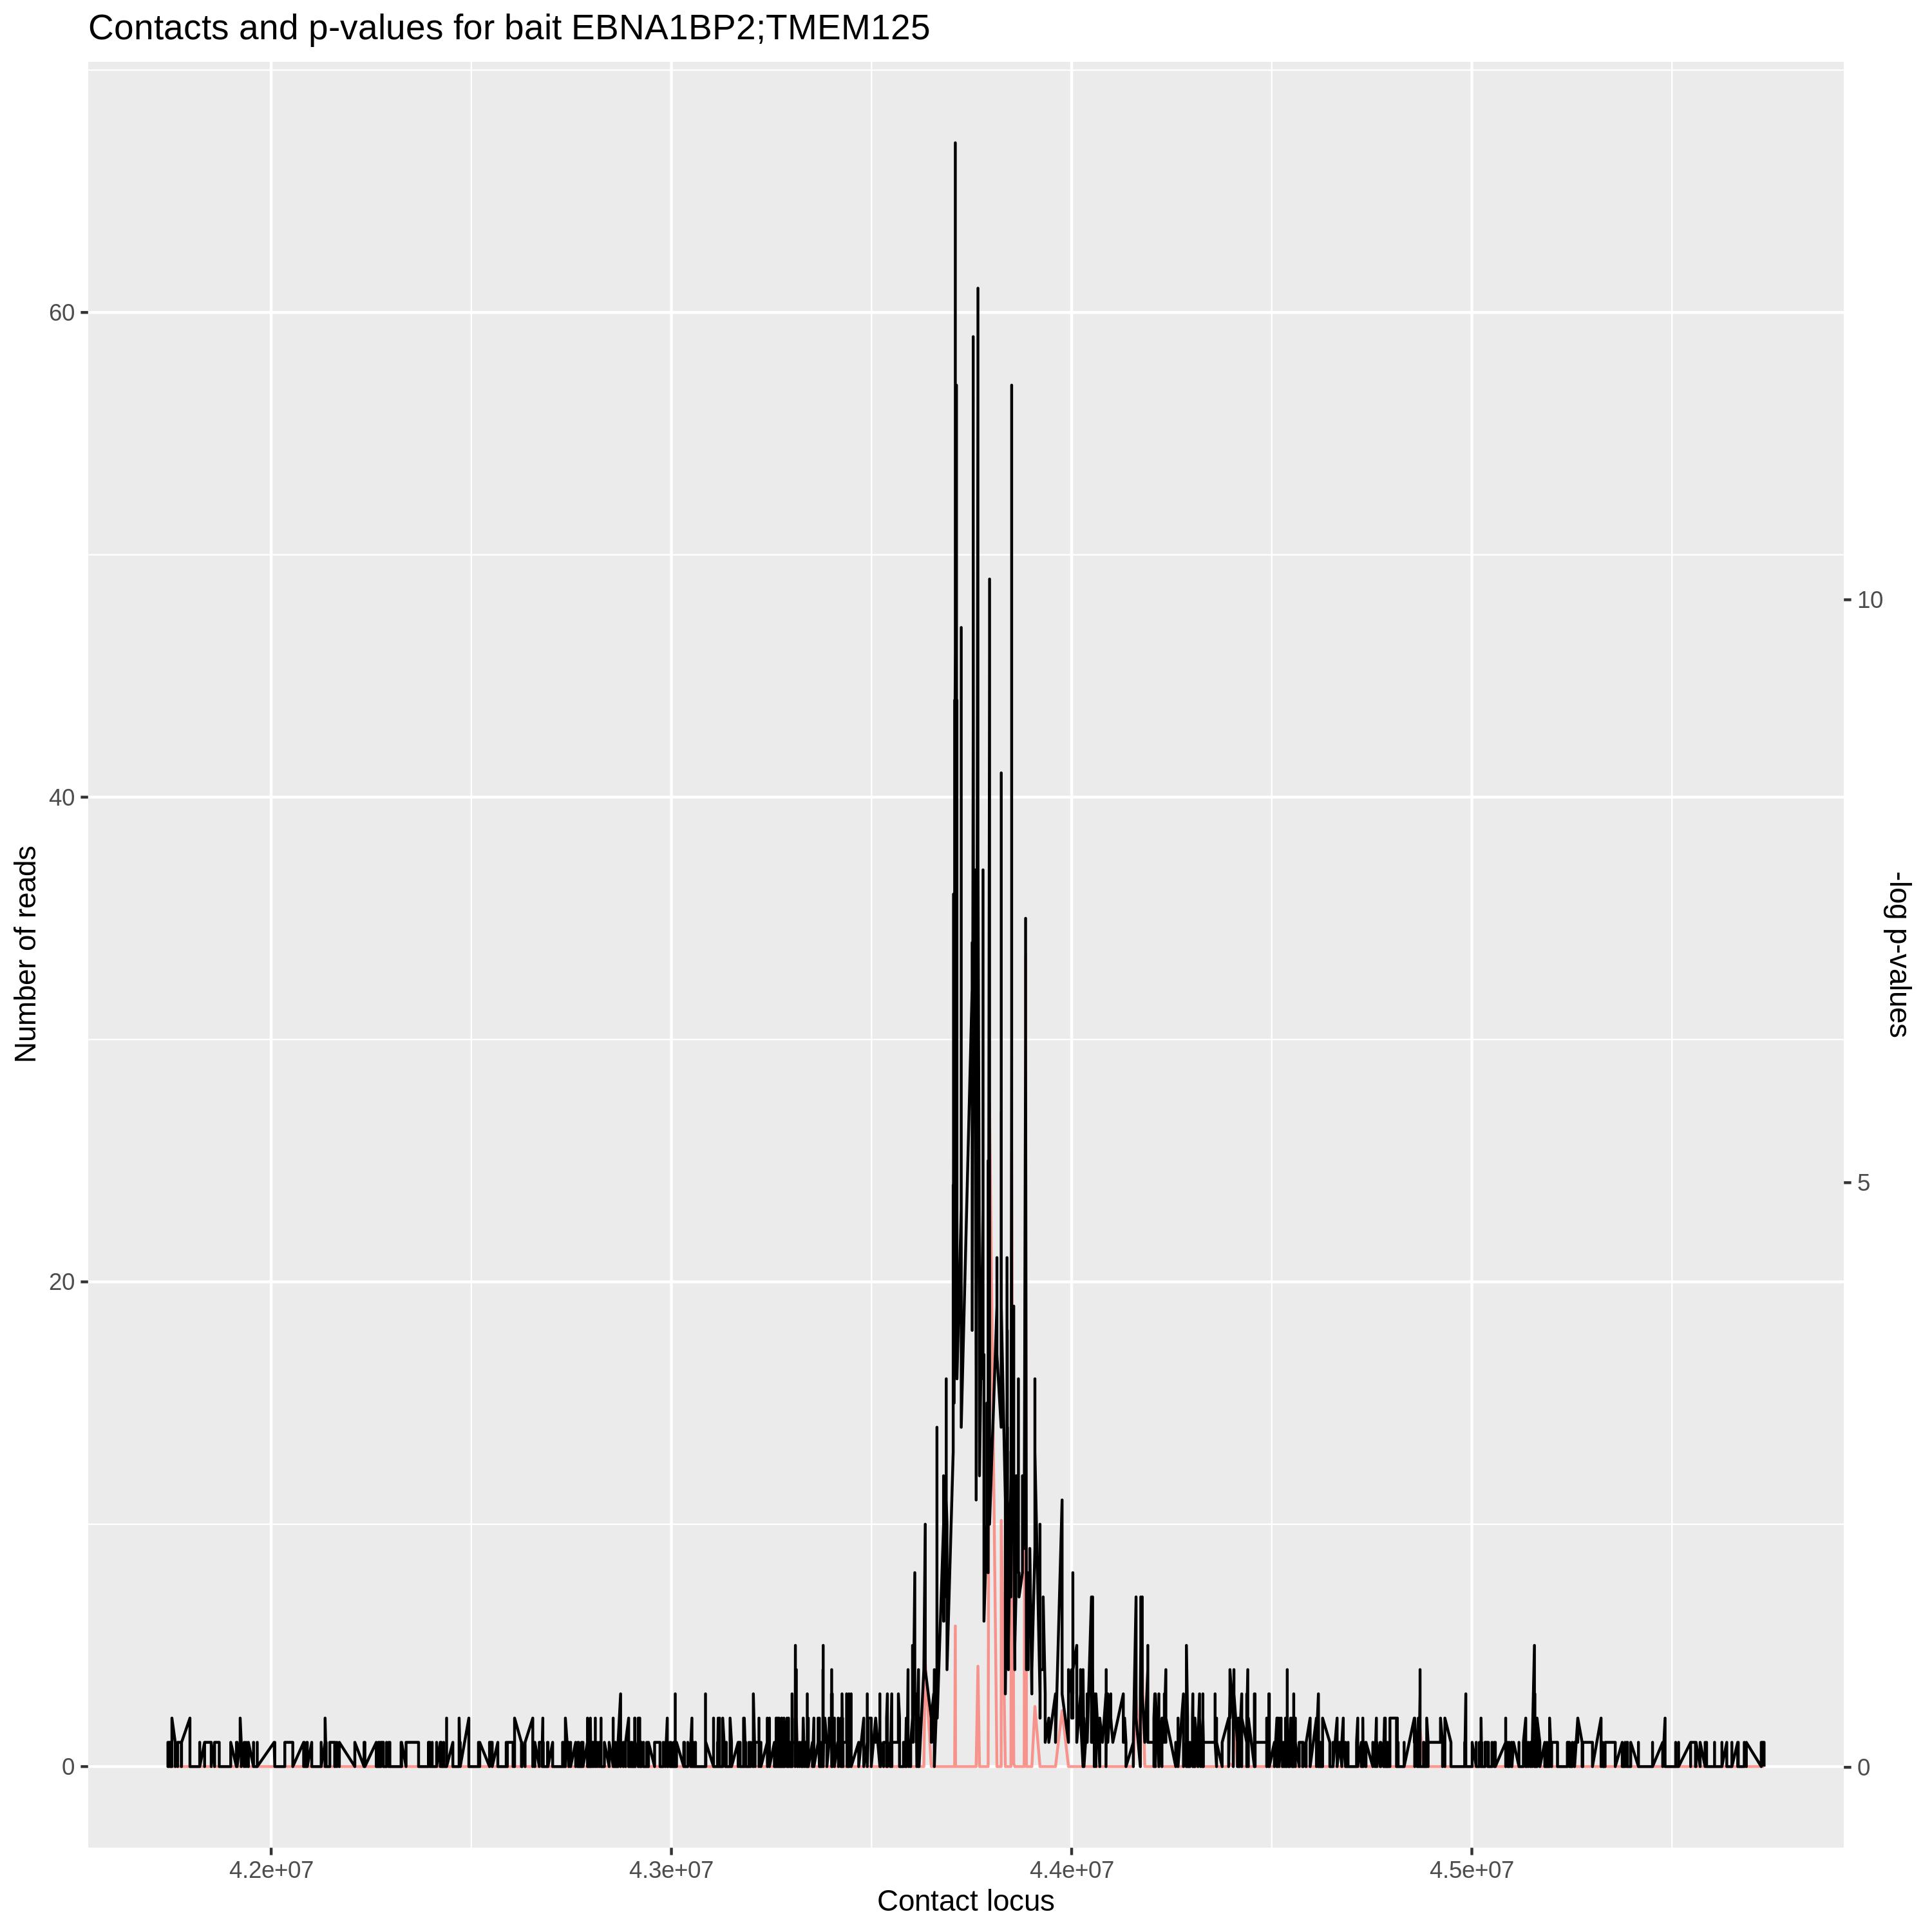 Contacts and p-values for bait EBNA1BP2;TMEM125
Number of reads
60
40
20
0
10
5
0
-log p-values
4.2e+07
4.3e+07
4.4e+07
4.5e+07
Contact locus